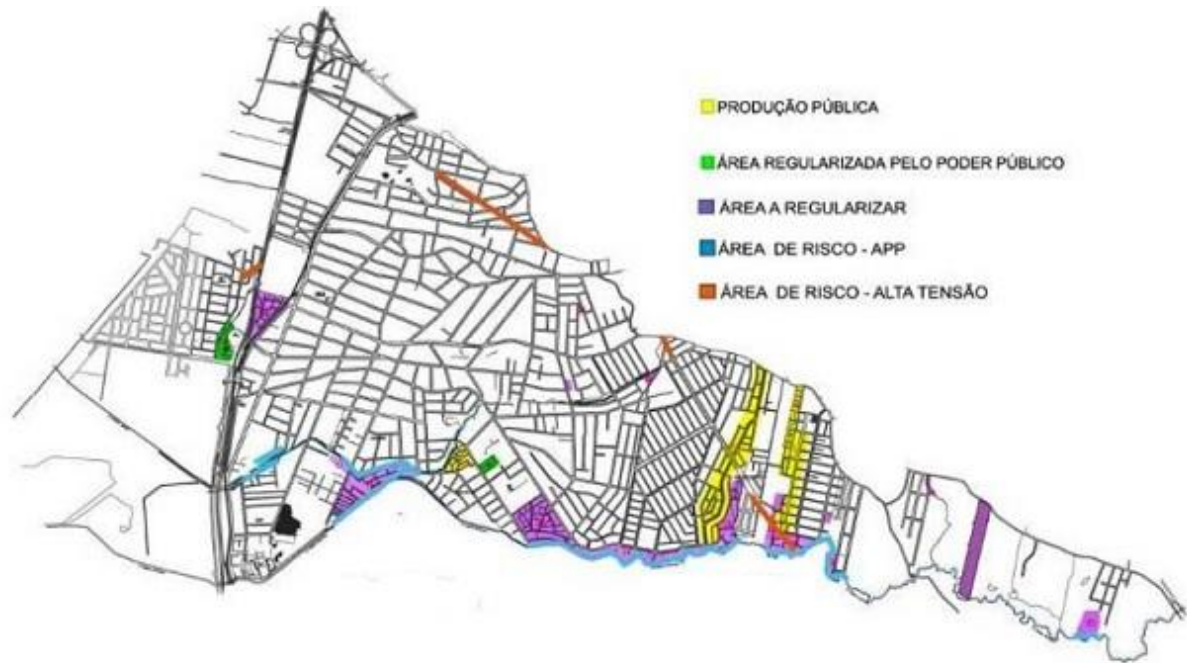 PRODUÇÃO PÚBLICA
ÁREA REGULARIZADA PELO PODER PÚBLICO
ÁREA A REGULARIZAR
ÁREA DE RISCO - APP
ÁREA DE RISCO - ALTA TENSÃO